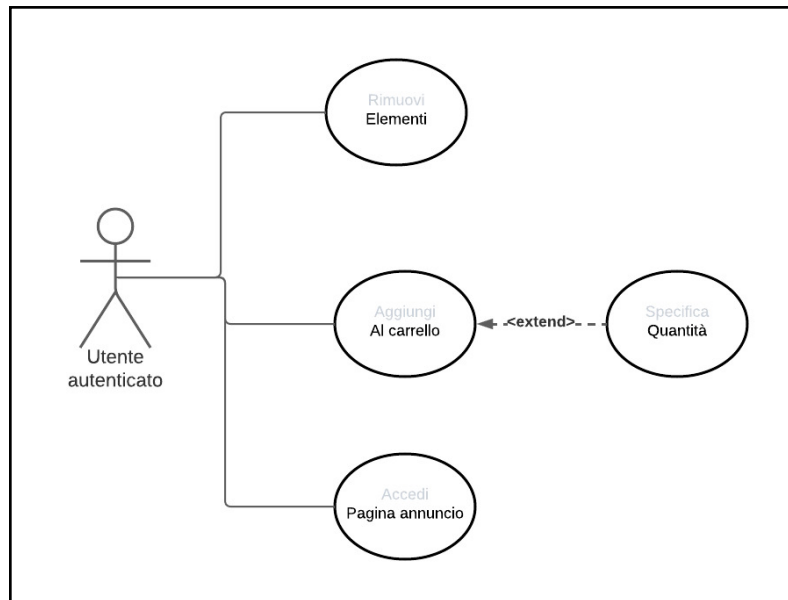 Rimuovi
Elementi
Utente
autenticato
Aggiungi
Al carrello
<extend>
Specifica
Quantità
Accedi
Pagina annuncio